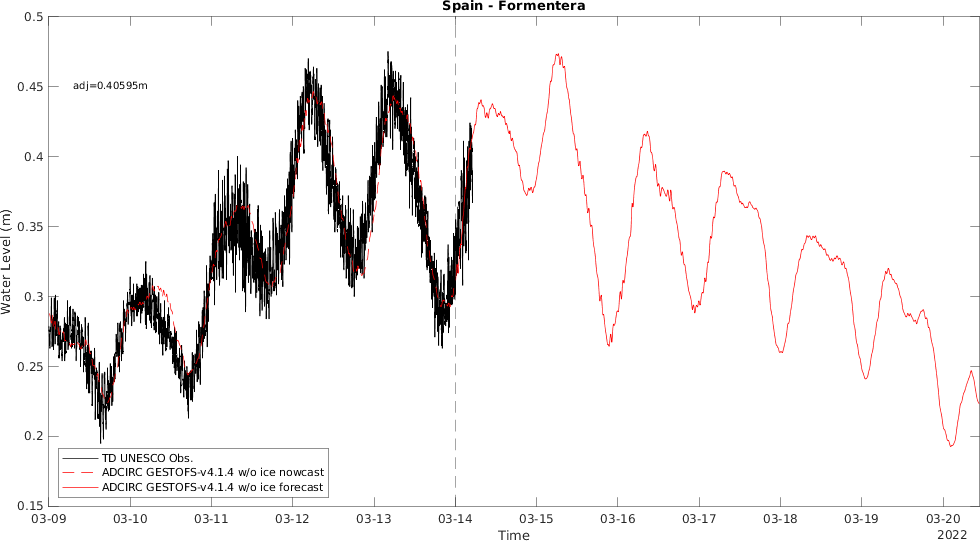 Spain - Formentera
0.5
0.45
0.4
0.35
0.3
0.25
0.2
0.15
Water Level (m)
adj=0.40595m
TD UNESCO Obs.
ADCIRC GESTOFS-v4.1.4 w/o ice nowcast
ADCIRC GESTOFS-v4.1.4 w/o ice forecast
03-09 03-10 03-11 03-12 03-13 03-14 03-15 03-16 03-17 03-18 03-19 03-20
Time
2022